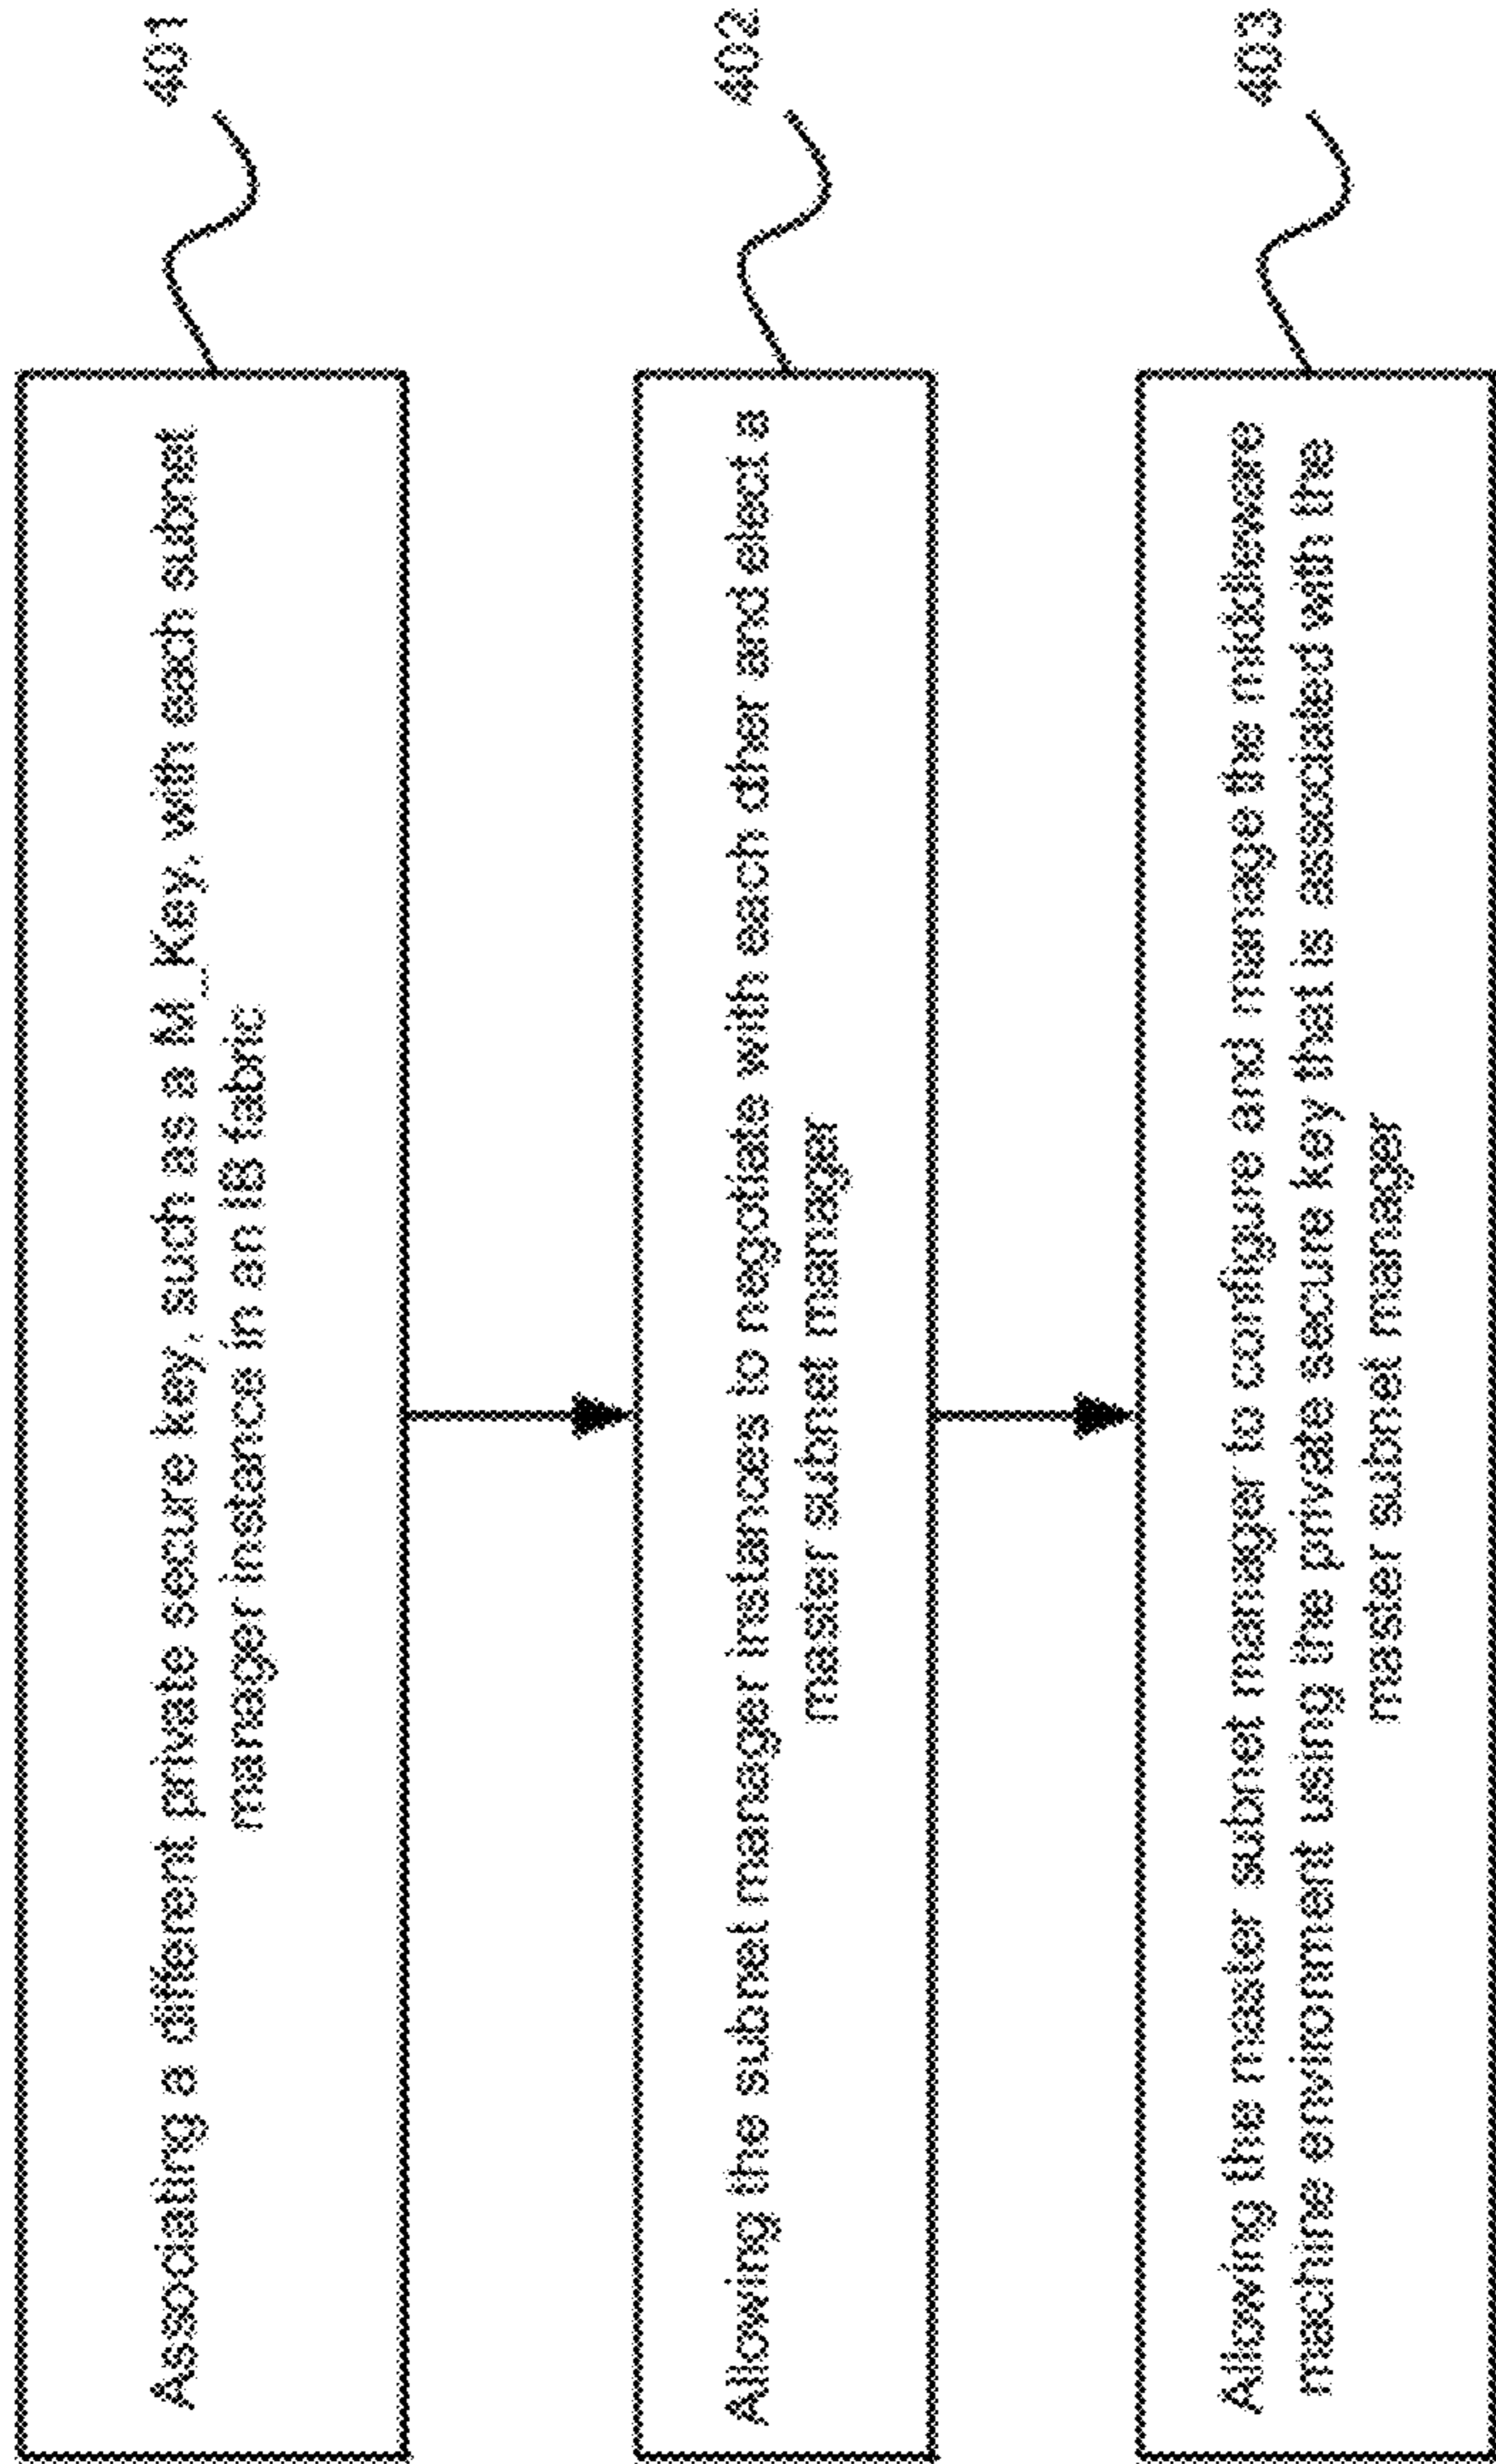 Associating a different private secure key, such as a M_Key, with each subnet
manager instance in an IB fabric
401
Allowing the subnet manager instances to negotiate with each other and elect a
master subnet manager
402
Allowing the master subnet manager to configure and manage the middleware
machine environment using the private secure key that is associated with the
master subnet manager
403